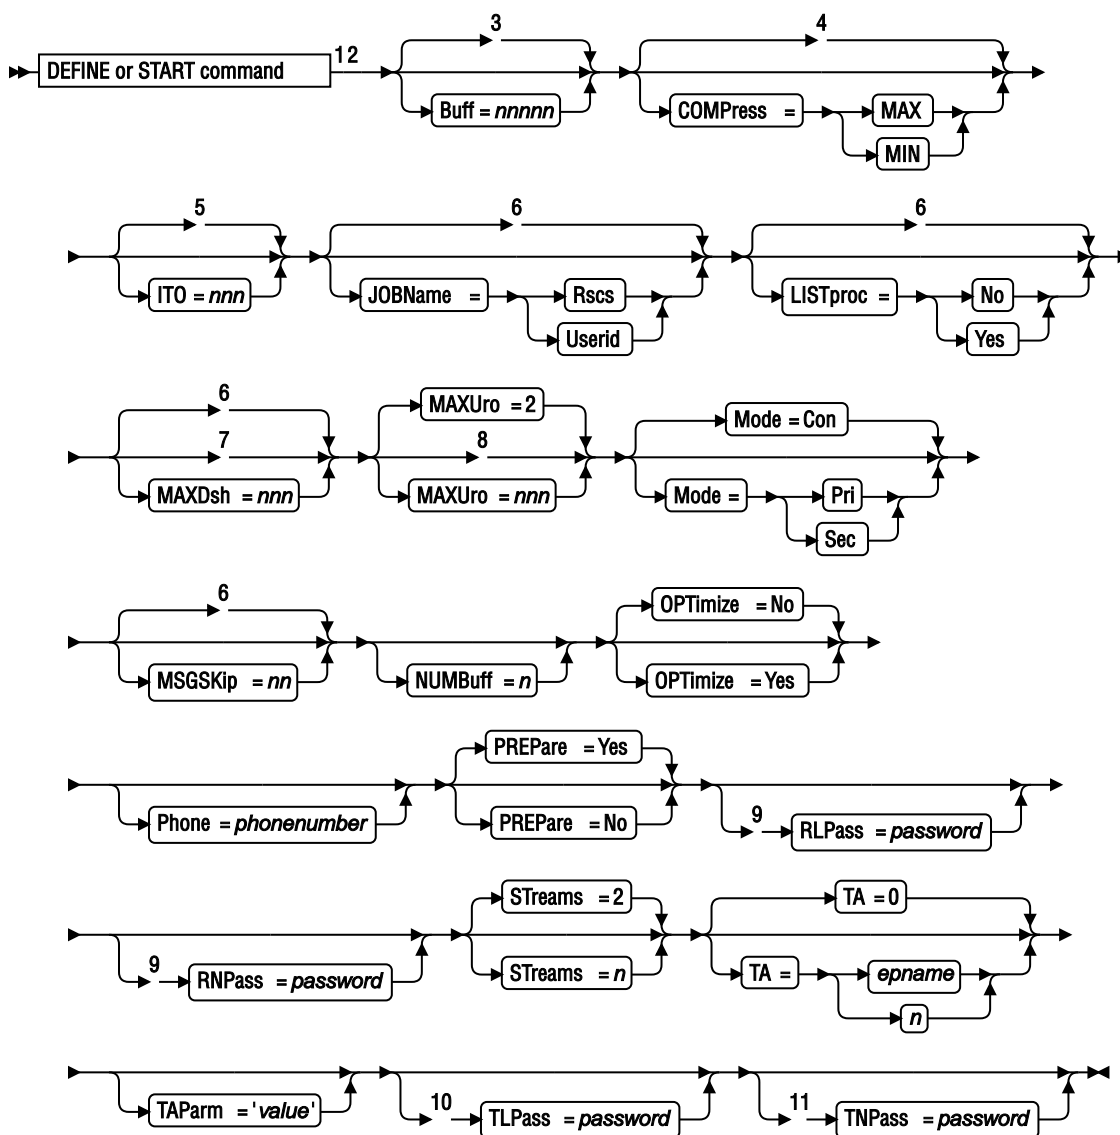 3 4
DEFINE or START command 1 2
Buff = nnnnn COMPress = MAX
MIN
5 6 6
ITO = nnn JOBName = Rscs LISTproc = No
Userid Yes
6 MAXUro = 2 Mode = Con
7 8
MAXDsh = nnn MAXUro = nnn Mode = Pri
Sec
6 OPTimize = No
MSGSKip = nn NUMBuff = n OPTimize = Yes
PREPare = Yes
Phone = phonenumber PREPare = No 9 RLPass = password
STreams = 2 TA = 0
9 RNPass = password STreams = n TA = epname
n
TAParm = 'value' 10 TLPass = password 11 TNPass = password